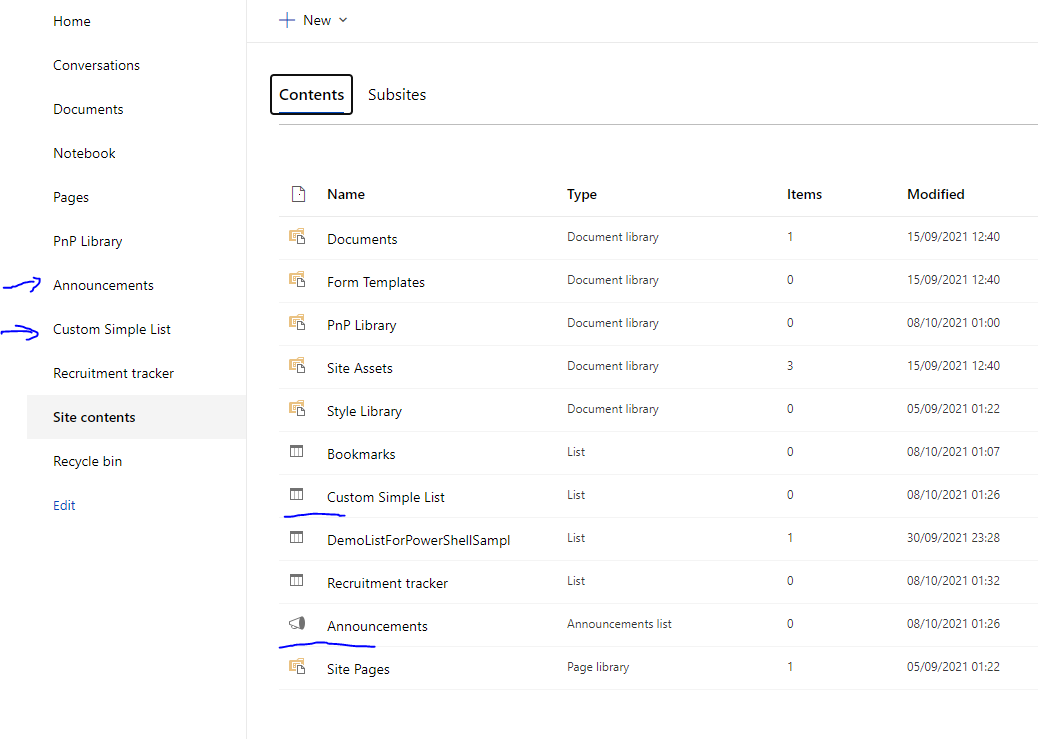 Home
Conversations
Documents
Notebook
Pages
PnP Library
Announcements
Custom Simple List
Recruitment tracker
Site contents
Recycle bin
Edit
New
Contents Subsites
Name Type Items Modified
Documents Document library 1 15/09/2021 12:40
Form Templates Document library 0 15/09/2021 12:40
PnP Library Document library 0 08/10/2021 01:00
Site Assets Document library 3 15/09/2021 12:40
Style Library Document library 0 05/09/2021 01:22
Bookmarks List 0 08/10/2021 01:07
Custom Simple List List 0 08/10/2021 01:26
DemoListForPowerShellSampl List 1 30/09/2021 23:28
Recruitment tracker List 0 08/10/2021 01:32
Announcements Announcements list 0 08/10/2021 01:26
Site Pages Page library 1 05/09/2021 01:22